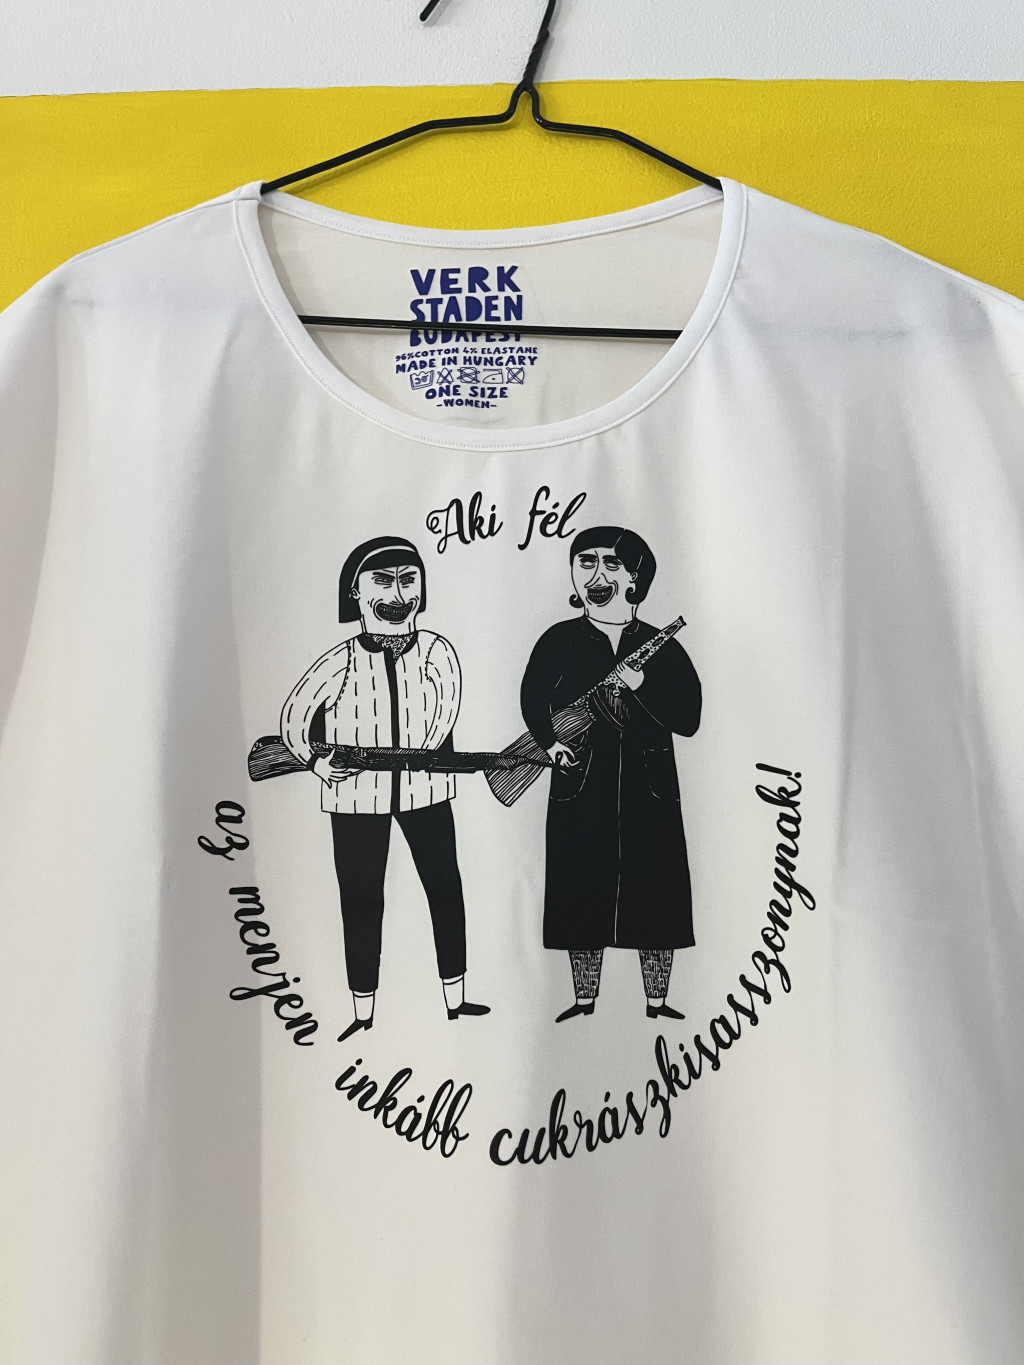 VERK
STADEN
BUDAPEST
96%COTTON 4% ELASTANE
MADE IN HUNGARY
30
ONE SIZE
-WOMEN-
Aki fél
az menjen inkább cukrászkisasszonynak!